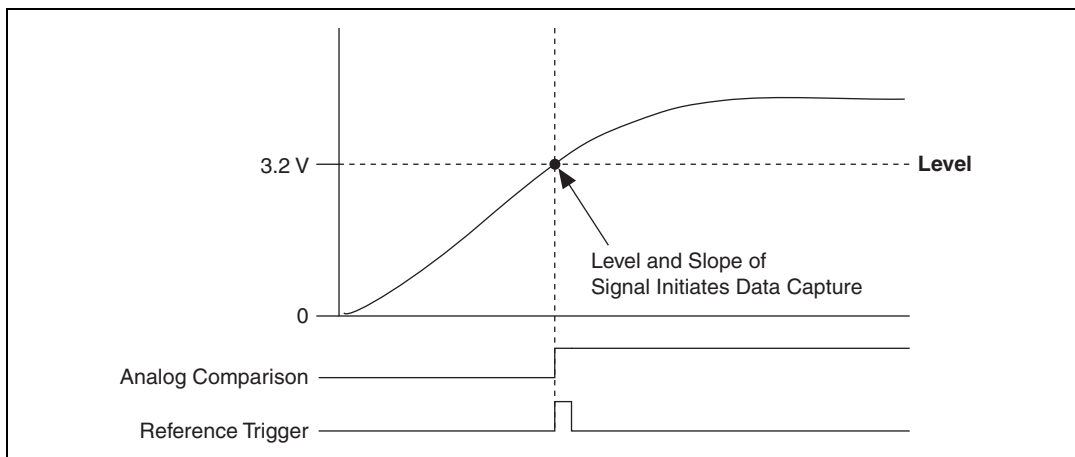 3.2 V
Level
Level and Slope of
Signal Initiates Data Capture
0
Analog Comparison
Reference Trigger